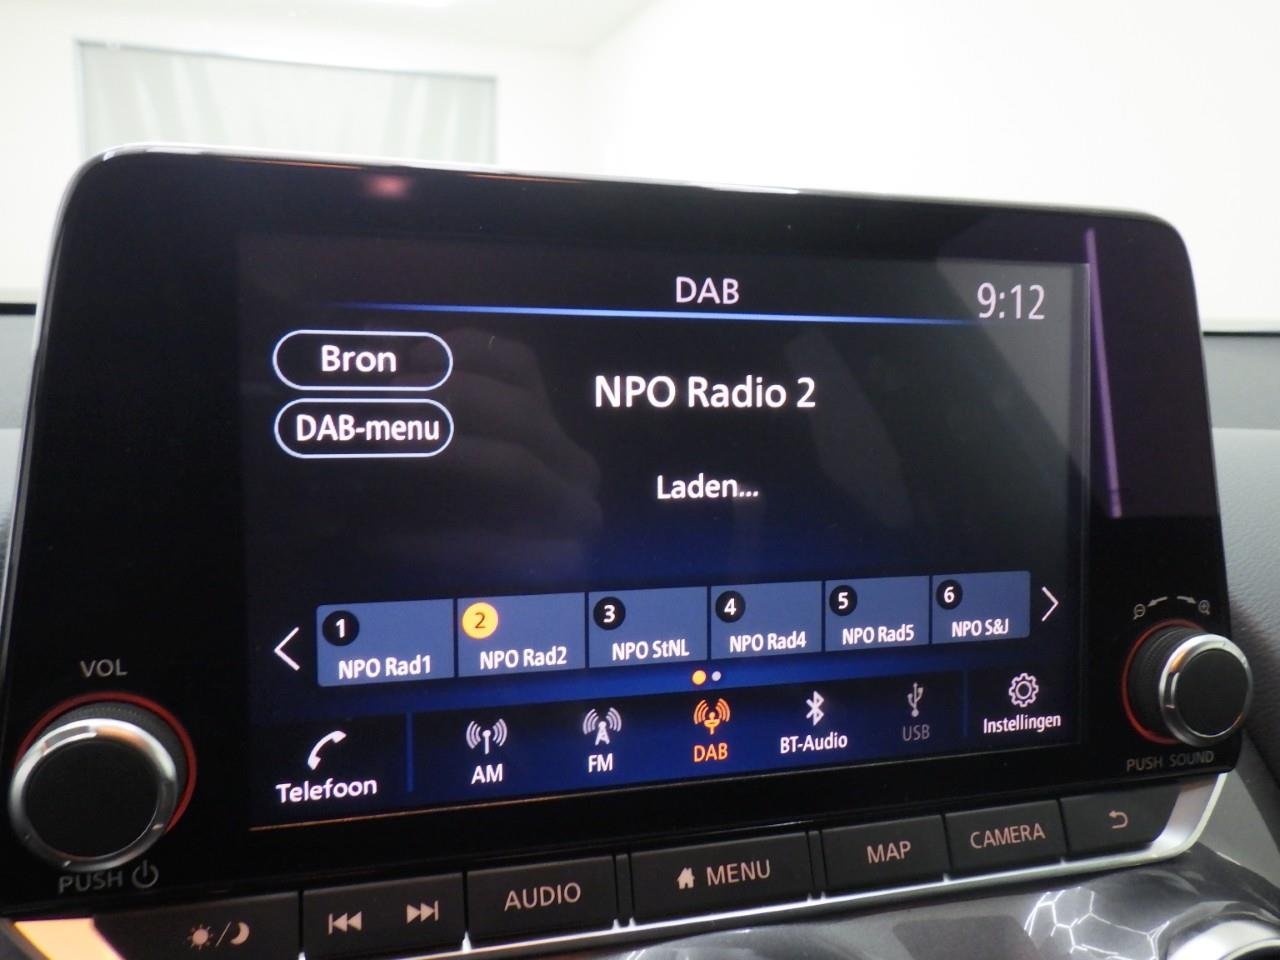 DAB
9:12
Bron
NPO Radio 2
DAB-menu
Laden...
1 2 3 4 5 6
NPO Rad1 NPO Rad2 NPO StNL NPO Rad4 NPO Rad5 NPO S&J
VOL
Telefoon AM FM DAB BT-Audio USB Instellingen
PUSH SOUND
PUSH
AUDIO MENU MAP CAMERA